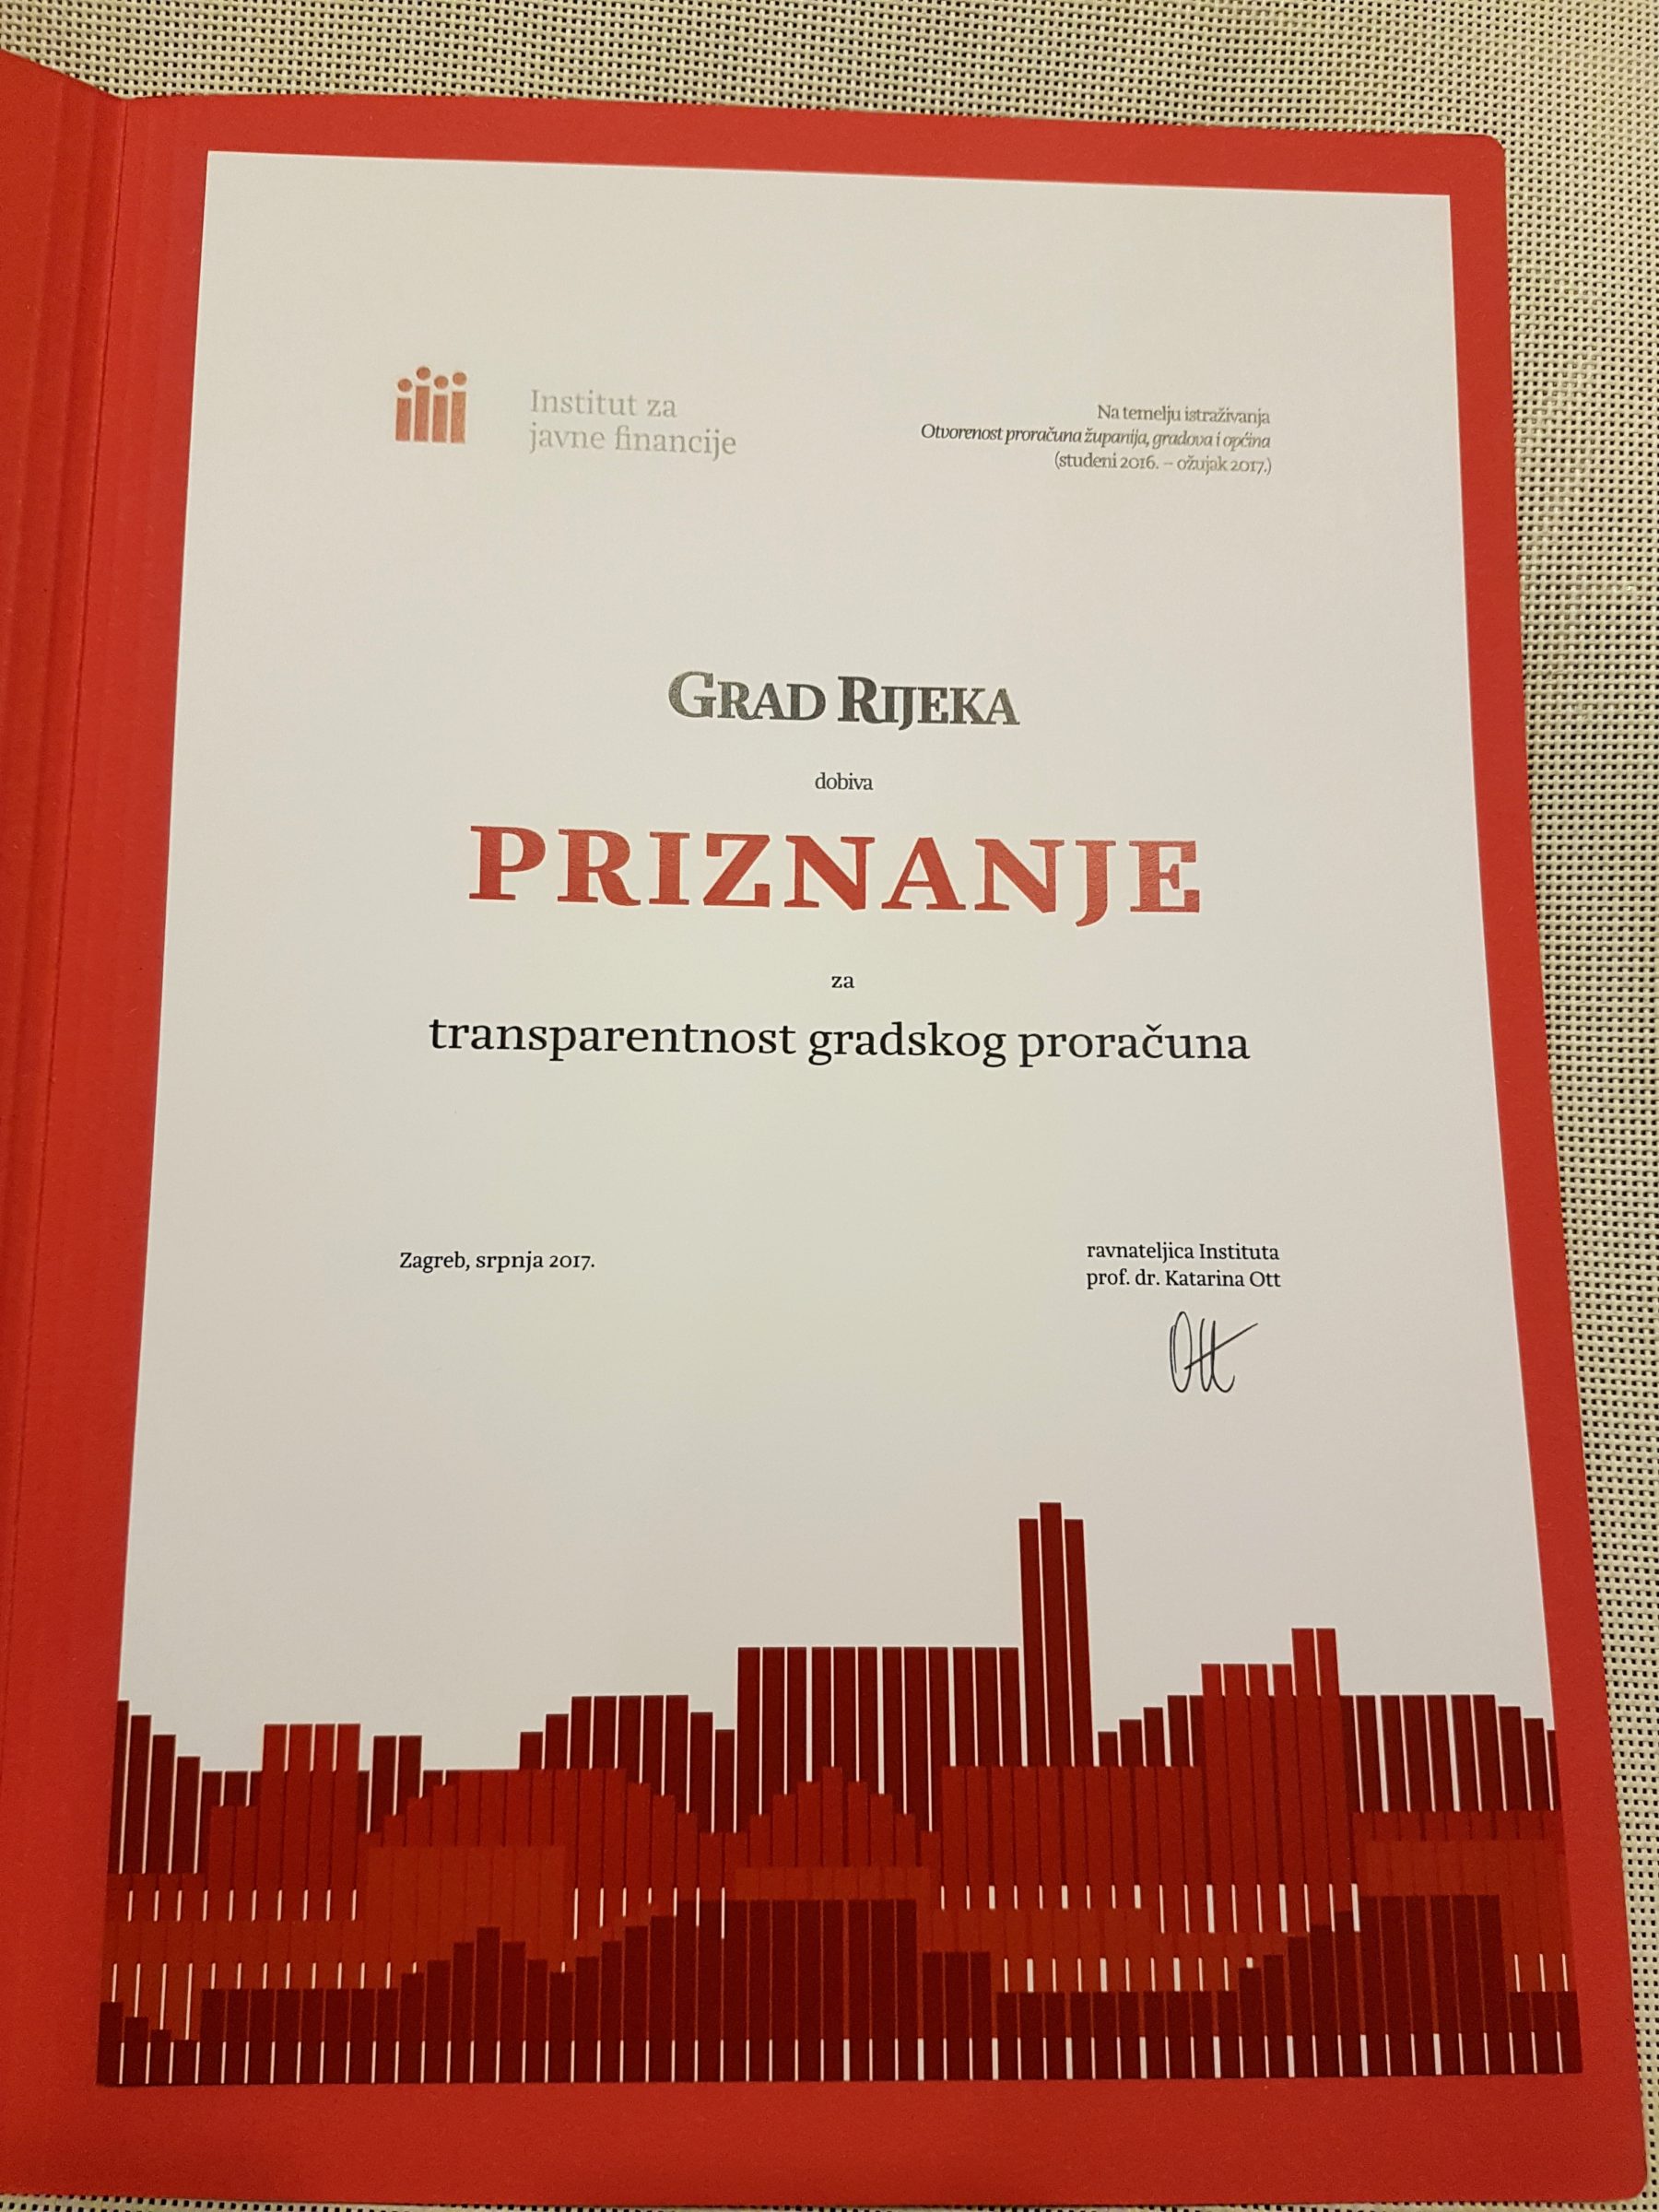 Institut za
javne financije
Na temelju istraživanja
Otvorenost proračuna županija, gradova i općina
(studeni 2016. – ožujak 2017.)
GRAD RIJEKA
dobiva
PRIZNANJE
za
transparentnost gradskog proračuna
Zagreb, srpnja 2017.
ravnateljica Instituta
prof. dr. Katarina Ott
Ott